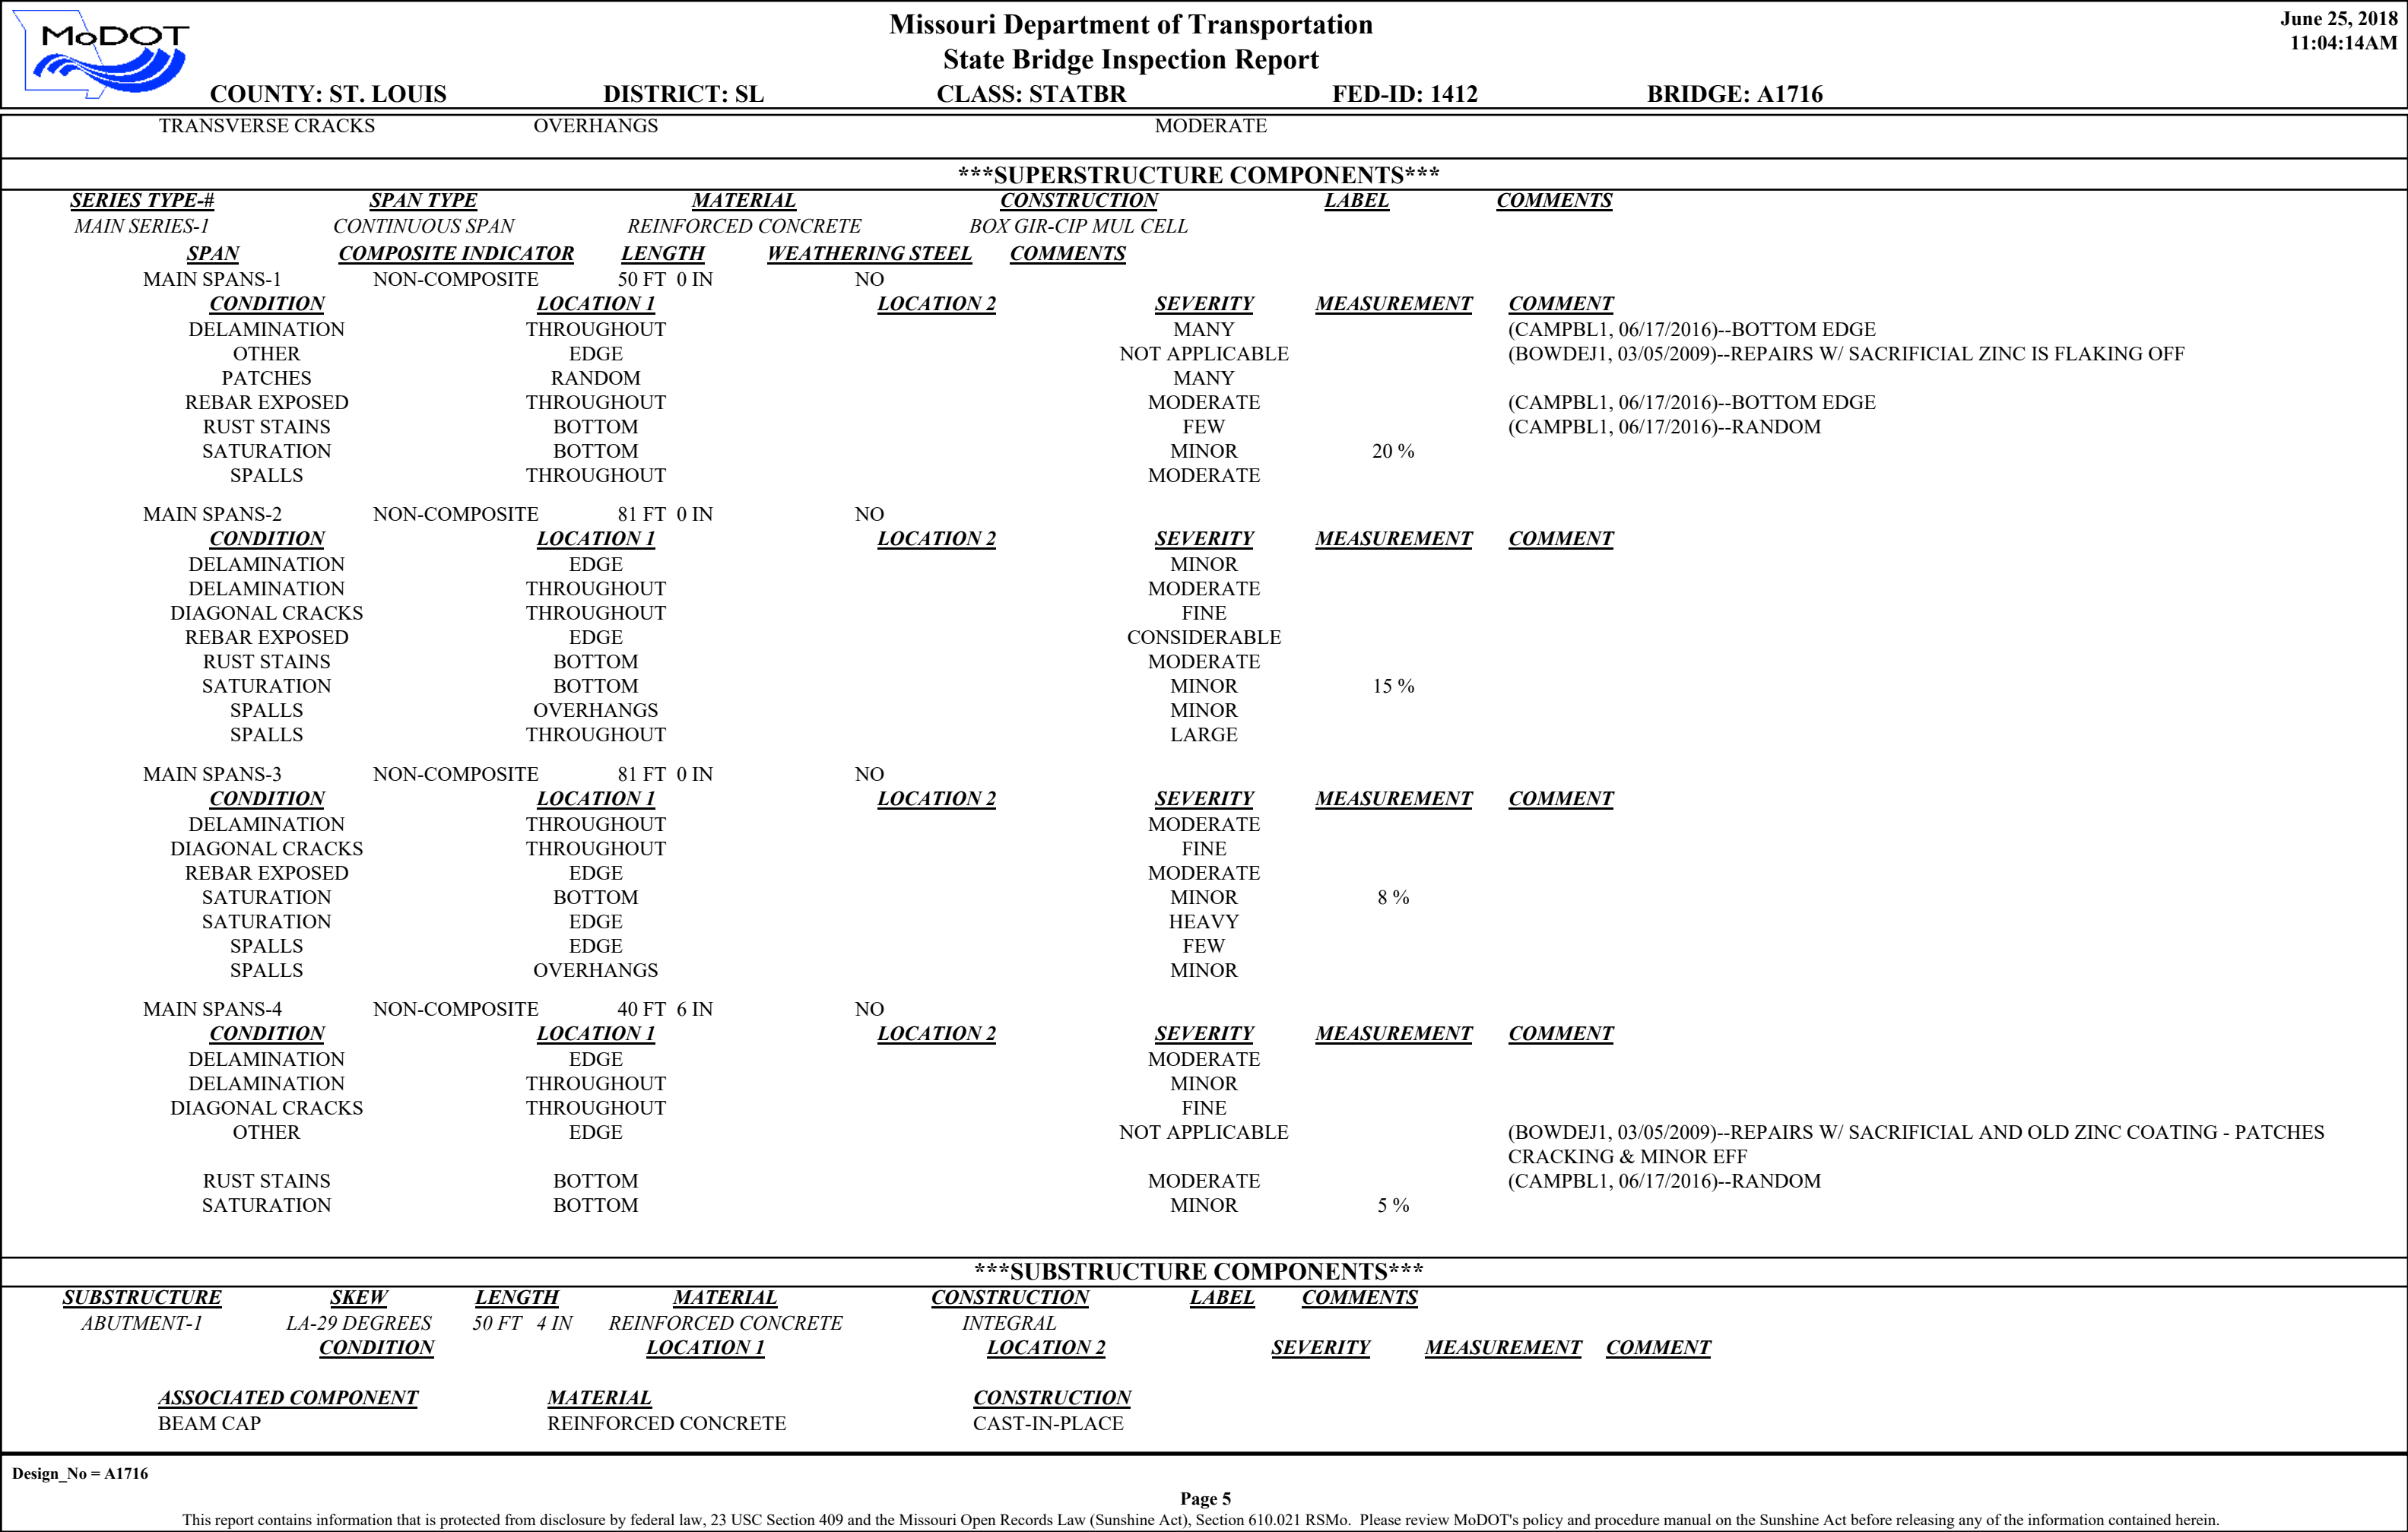 MoDOT
Missouri Department of Transportation
State Bridge Inspection Report
June 25, 2018
11:04:14AM
COUNTY: ST. LOUIS DISTRICT: SL CLASS: STATBR FED-ID: 1412 BRIDGE: A1716
TRANSVERSE CRACKS OVERHANGS MODERATE
***SUPERSTRUCTURE COMPONENTS***
SERIES TYPE-# SPAN TYPE MATERIAL CONSTRUCTION LABEL COMMENTS
MAIN SERIES-1 CONTINUOUS SPAN REINFORCED CONCRETE BOX GIR-CIP MUL CELL
SPAN COMPOSITE INDICATOR LENGTH WEATHERING STEEL COMMENTS
MAIN SPANS-1 NON-COMPOSITE 50 FT 0 IN NO
CONDITION LOCATION 1 LOCATION 2 SEVERITY MEASUREMENT COMMENT
DELAMINATION THROUGHOUT MANY (CAMPBL1, 06/17/2016)--BOTTOM EDGE
OTHER EDGE NOT APPLICABLE (BOWDEJ1, 03/05/2009)--REPAIRS W/ SACRIFICIAL ZINC IS FLAKING OFF
PATCHES RANDOM MANY
REBAR EXPOSED THROUGHOUT MODERATE (CAMPBL1, 06/17/2016)--BOTTOM EDGE
RUST STAINS BOTTOM FEW (CAMPBL1, 06/17/2016)--RANDOM
SATURATION BOTTOM MINOR 20 %
SPALLS THROUGHOUT MODERATE
MAIN SPANS-2 NON-COMPOSITE 81 FT 0 IN NO
CONDITION LOCATION 1 LOCATION 2 SEVERITY MEASUREMENT COMMENT
DELAMINATION EDGE MINOR
DELAMINATION THROUGHOUT MODERATE
DIAGONAL CRACKS THROUGHOUT FINE
REBAR EXPOSED EDGE CONSIDERABLE
RUST STAINS BOTTOM MODERATE
SATURATION BOTTOM MINOR 15 %
SPALLS OVERHANGS MINOR
SPALLS THROUGHOUT LARGE
MAIN SPANS-3 NON-COMPOSITE 81 FT 0 IN NO
CONDITION LOCATION 1 LOCATION 2 SEVERITY MEASUREMENT COMMENT
DELAMINATION THROUGHOUT MODERATE
DIAGONAL CRACKS THROUGHOUT FINE
REBAR EXPOSED EDGE MODERATE
SATURATION BOTTOM MINOR 8 %
SATURATION EDGE HEAVY
SPALLS EDGE FEW
SPALLS OVERHANGS MINOR
MAIN SPANS-4 NON-COMPOSITE 40 FT 6 IN NO
CONDITION LOCATION 1 LOCATION 2 SEVERITY MEASUREMENT COMMENT
DELAMINATION EDGE MODERATE
DELAMINATION THROUGHOUT MINOR
DIAGONAL CRACKS THROUGHOUT FINE
OTHER EDGE NOT APPLICABLE (BOWDEJ1, 03/05/2009)--REPAIRS W/ SACRIFICIAL AND OLD ZINC COATING - PATCHES
CRACKING & MINOR EFF
RUST STAINS BOTTOM MODERATE (CAMPBL1, 06/17/2016)--RANDOM
SATURATION BOTTOM MINOR 5 %
***SUBSTRUCTURE COMPONENTS***
SUBSTRUCTURE SKEW LENGTH MATERIAL CONSTRUCTION LABEL COMMENTS
ABUTMENT-1 LA-29 DEGREES 50 FT 4 IN REINFORCED CONCRETE INTEGRAL
CONDITION LOCATION 1 LOCATION 2 SEVERITY MEASUREMENT COMMENT
ASSOCIATED COMPONENT MATERIAL CONSTRUCTION
BEAM CAP REINFORCED CONCRETE CAST-IN-PLACE
Design_No = A1716
Page 5
This report contains information that is protected from disclosure by federal law, 23 USC Section 409 and the Missouri Open Records Law (Sunshine Act), Section 610.021 RSMo. Please review MoDOT's policy and procedure manual on the Sunshine Act before releasing any of the information contained herein.